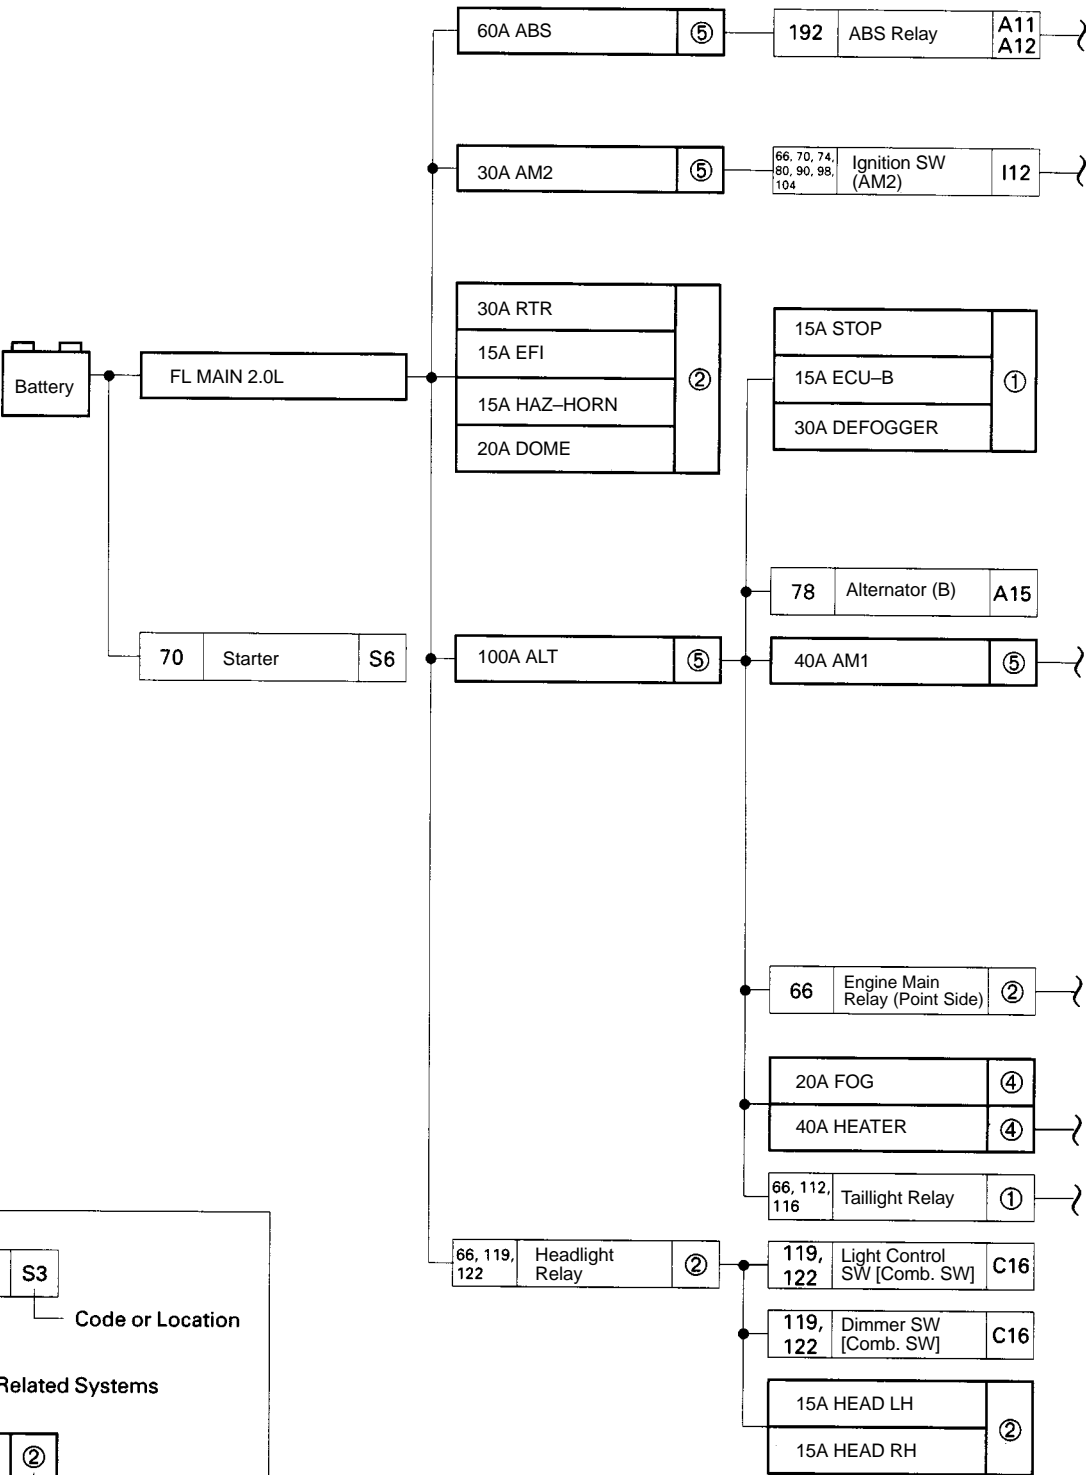 60A ABS ⑤
192 ABS Relay A11
A12
30A AM2 ⑤
66, 70, 74,
80, 90, 98,
104
Ignition SW
(AM2)
I12
30A RTR
15A EFI
15A HAZ–HORN
20A DOME
②
15A STOP
15A ECU–B
30A DEFOGGER
①
Battery
FL MAIN 2.0L
78 Alternator (B) A15
70 Starter S6
100A ALT ⑤
40A AM1 ⑤
66
Engine Main
Relay (Point Side)
②
20A FOG ④
40A HEATER ④
66, 112,
116
Taillight Relay ①
66, 119,
122
Headlight
Relay
②
119,
122
Light Control
SW [Comb. SW]
C16
119,
122
Dimmer SW
[Comb. SW]
C16
15A HEAD LH
15A HEAD RH
②
S3
Code or Location
Related Systems
②